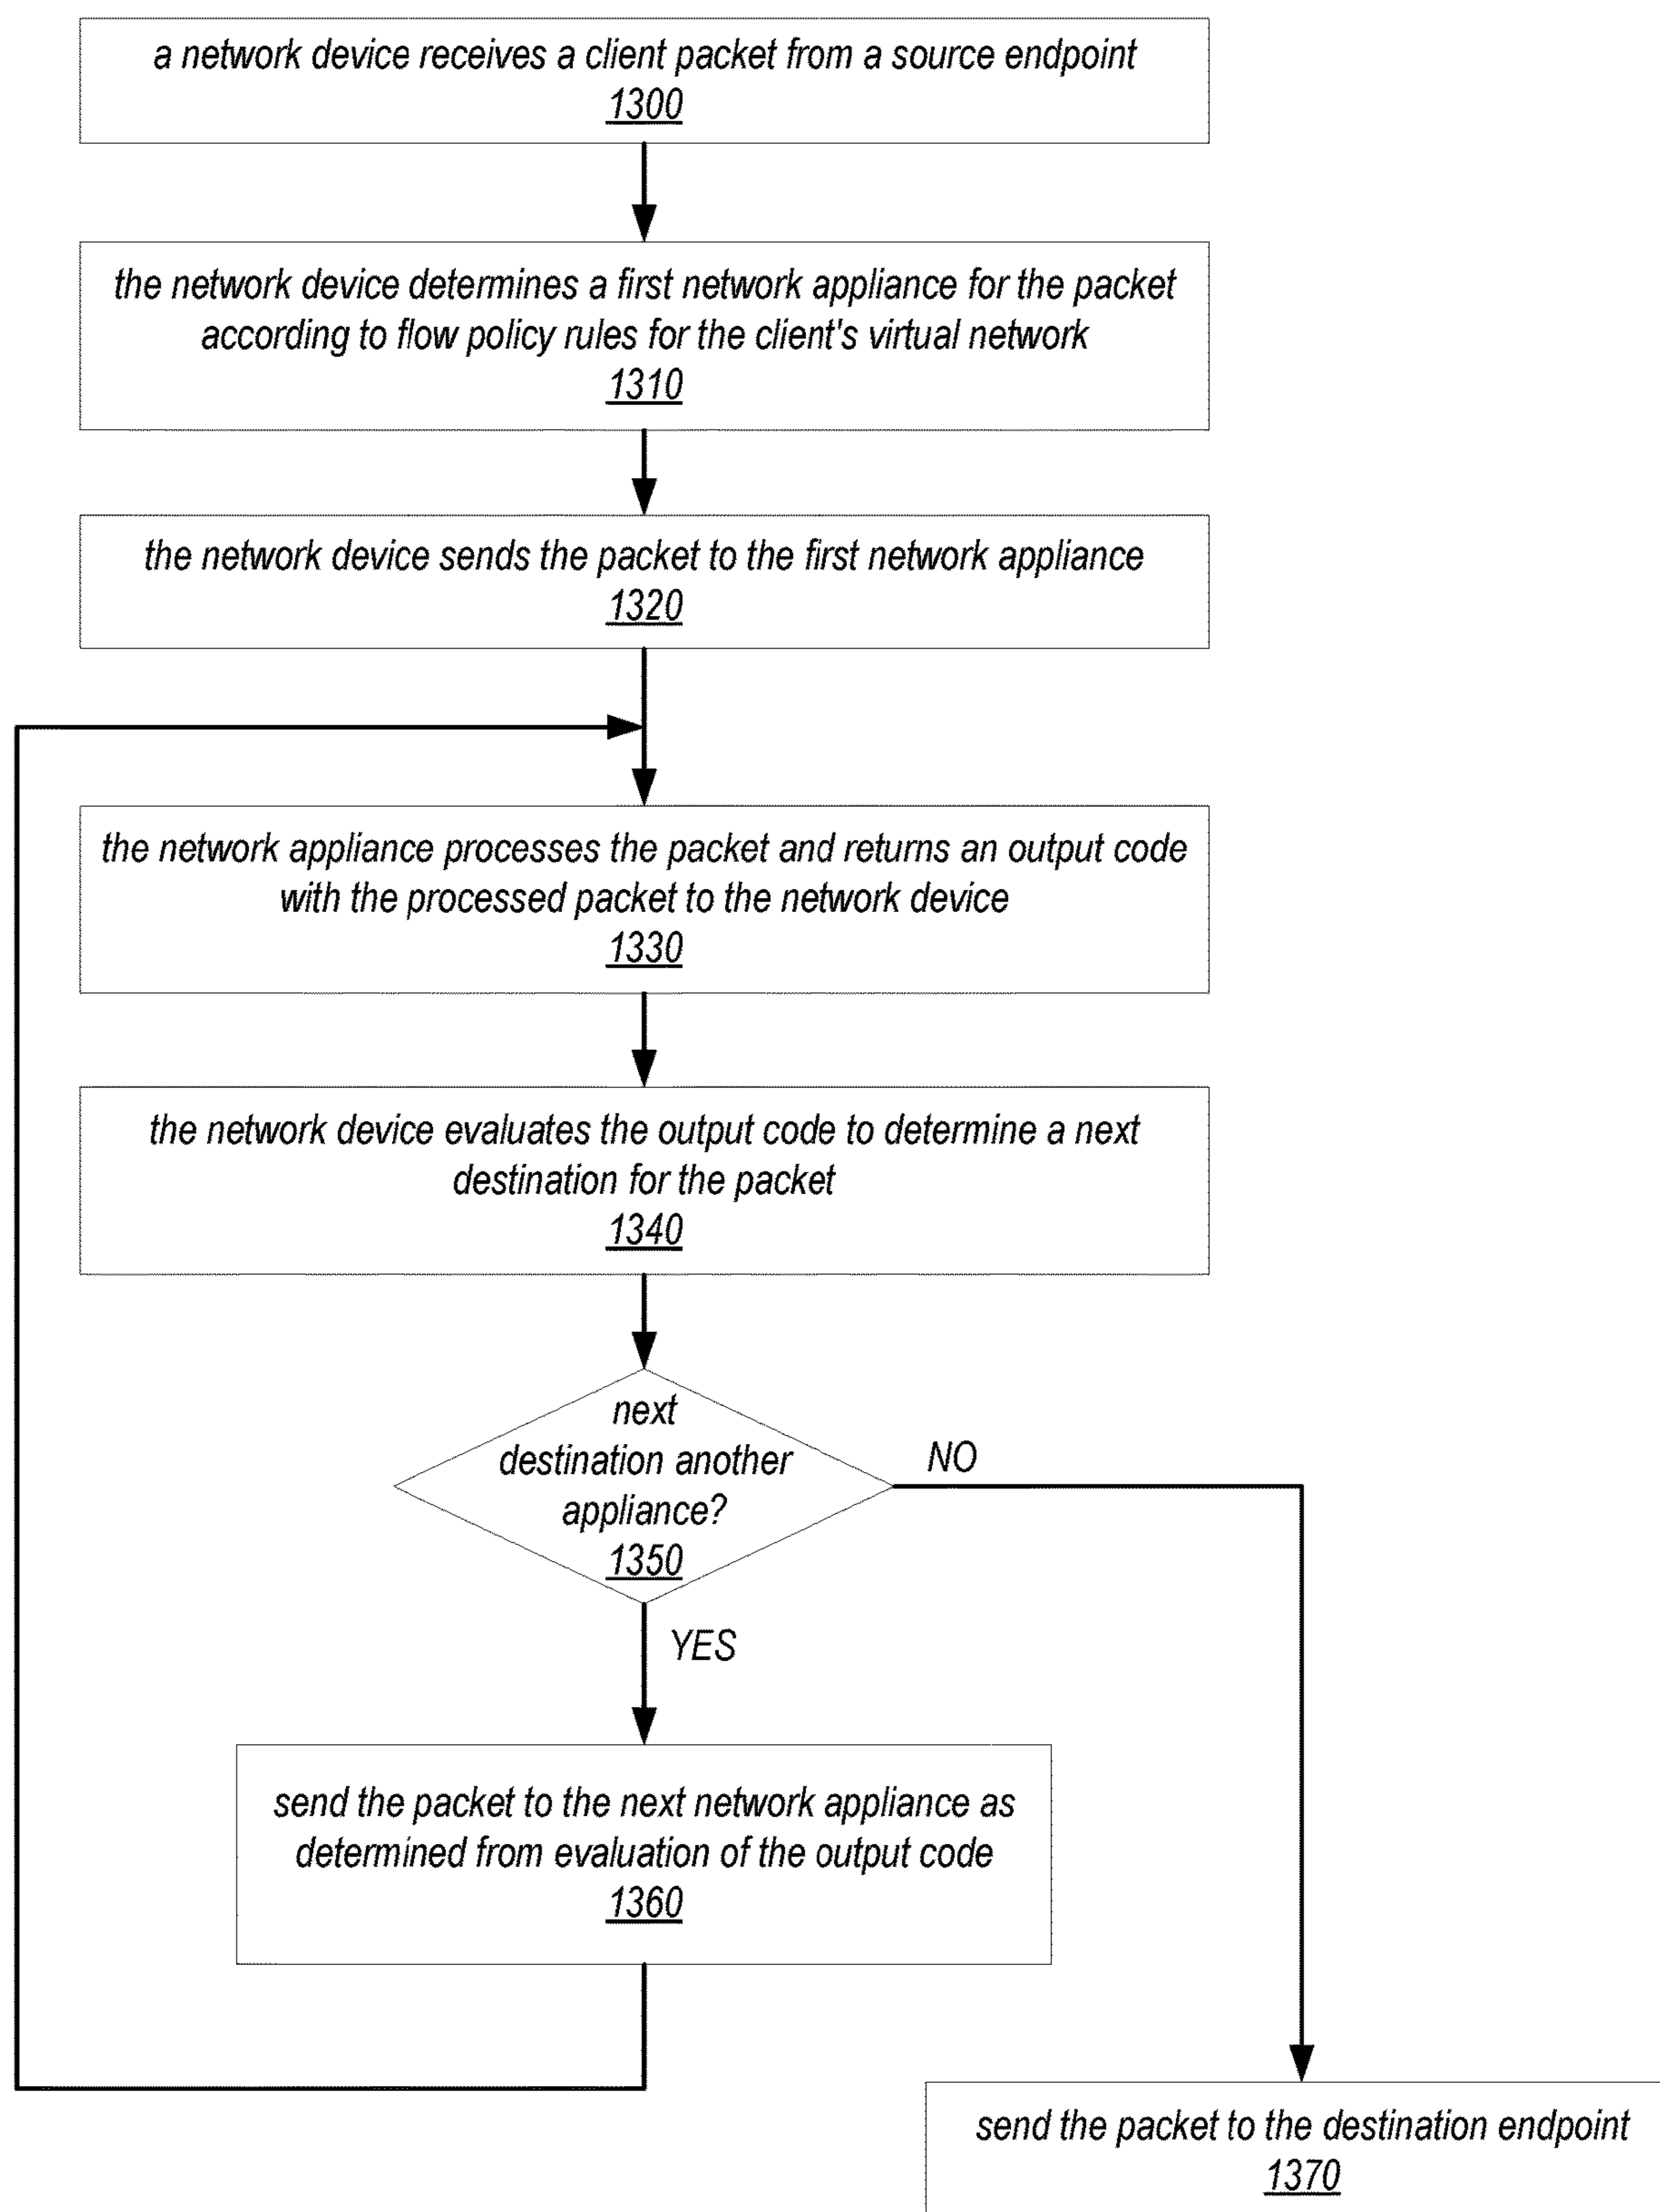 a network device receives a client packet from a source endpoint
1300
the network device determines a first network appliance for the packet
according to flow policy rules for the client's virtual network
1310
the network device sends the packet to the first network appliance
1320
the network appliance processes the packet and returns an output code
with the processed packet to the network device
1330
the network device evaluates the output code to determine a next
destination for the packet
1340
next
destination another
appliance?
1350
NO
YES
send the packet to the next network appliance as
determined from evaluation of the output code
1360
send the packet to the destination endpoint
1370